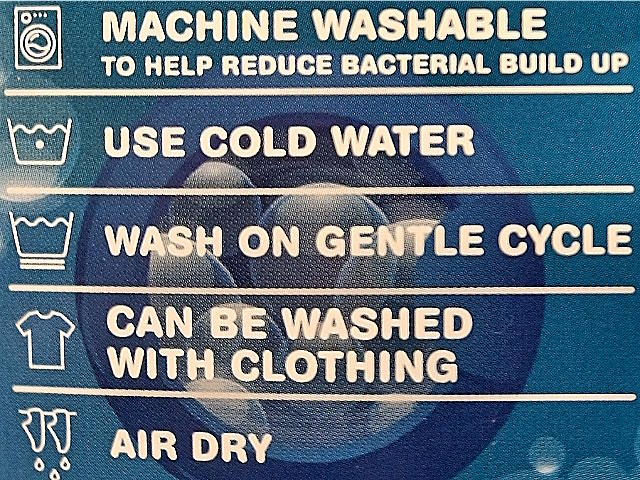 MACHINE WASHABLE
TO HELP REDUCE BACTERIAL BUILD UP
USE COLD WATER
WASH ON GENTLE CYCLE
CAN BE WASHED
WITH CLOTHING
AIR DRY